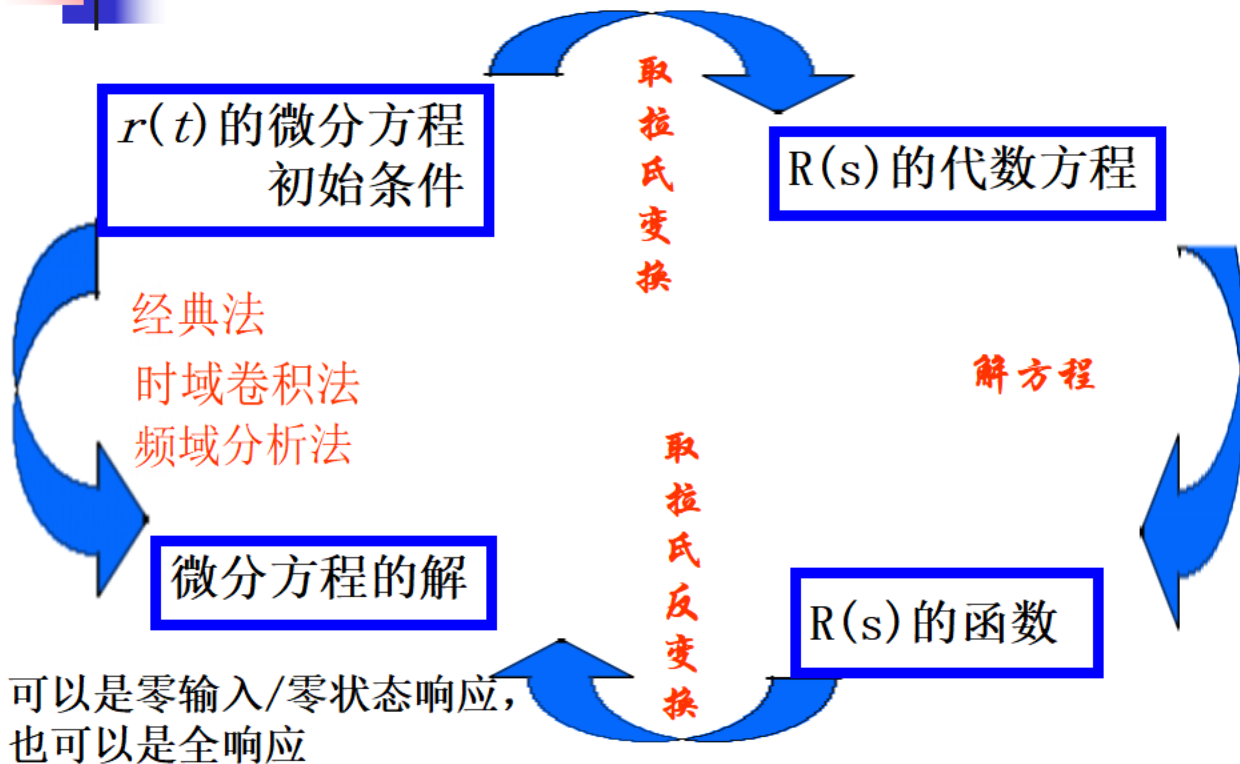 r(t)的微分方程
初始条件
取拉氏变换
R(s)的代数方程
经典法
时域卷积法
频域分析法
解方程
取拉氏反变换
微分方程的解
R(s)的函数
可以是零输入/零状态响应，
也可以是全响应